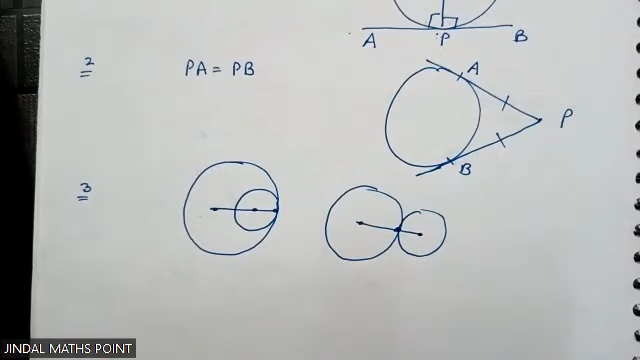 A P B
2 PA = PB
A
P
B
3
JINDAL MATHS POINT